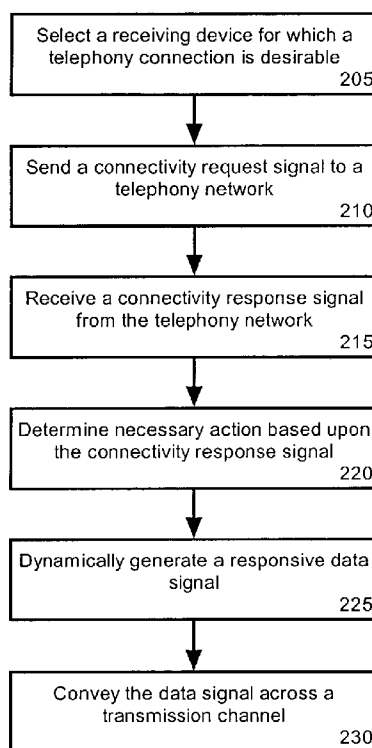 Select a receiving device for which a
telephony connection is desirable
205
Send a connectivity request signal to a
telephony network
210
Receive a connectivity response signal
from the telephony network
215
Determine necessary action based upon
the connectivity response signal
220
Dynamically generate a responsive data
signal
225
Convey the data signal across a
transmission channel
230